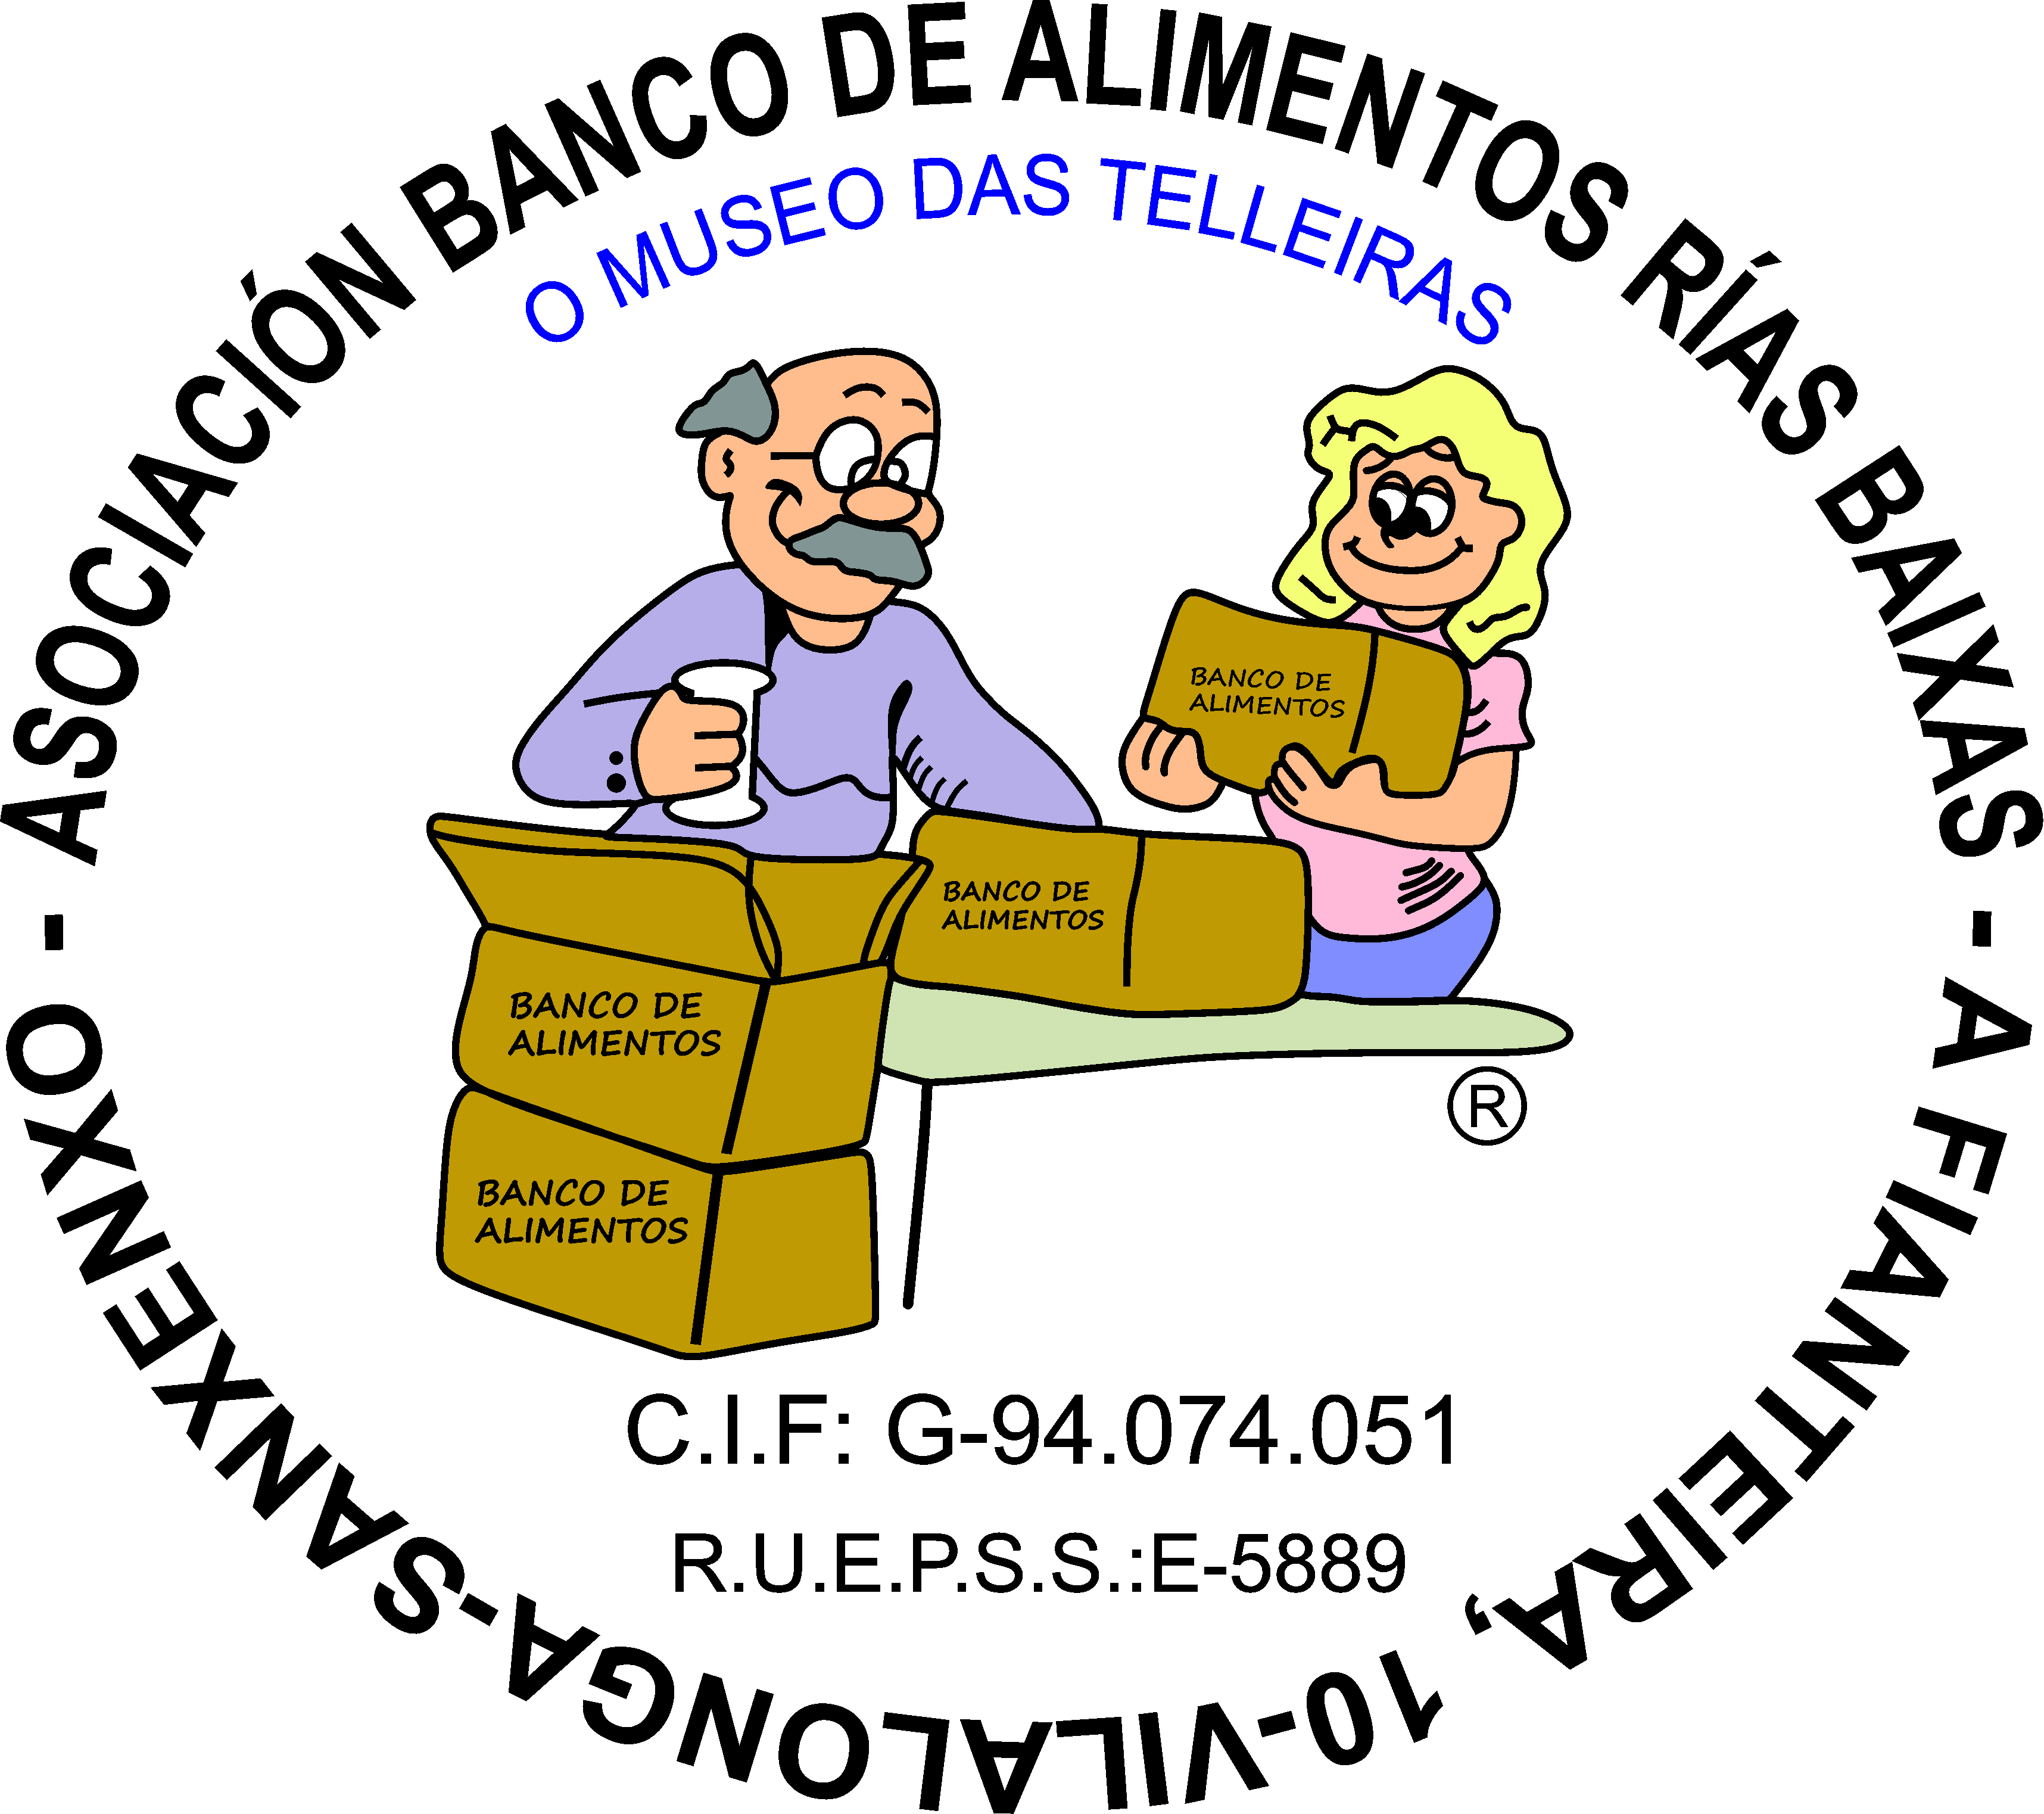 - ASOCIACIÓN BANCO DE ALIMENTOS RÍAS BAIXAS - A FIANTEIRA, 10-VILALONGA-SANXENXO
O MUSEO DAS TELLEIRAS
BANCO DE
ALIMENTOS
BANCO DE
ALIMENTOS
BANCO DE
ALIMENTOS
BANCO DE
ALIMENTOS
®
C.I.F: G-94.074.051
R.U.E.P.S.S.:E-5889